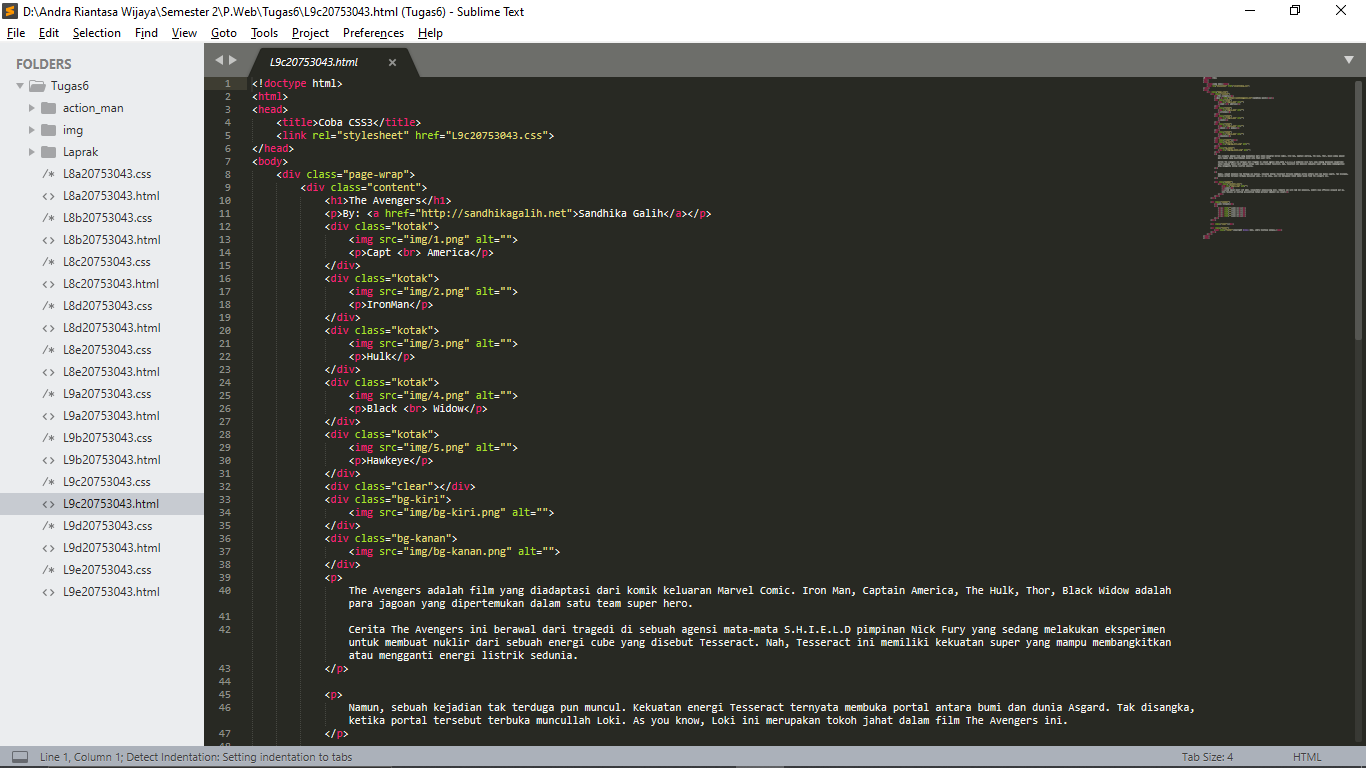 D:\Andra Riantasa Wijaya\Semester 2\P.Web\Tugas6\L9c20753043.html (Tugas6) - Sublime Text
File Edit Selection Find View Goto Tools Project Preferences Help
FOLDERS
Tugas6
action_man
img
Laprak
/* L8a20753043.css
<> L8a20753043.html
/* L8b20753043.css
<> L8b20753043.html
/* L8c20753043.css
<> L8c20753043.html
/* L8d20753043.css
<> L8d20753043.html
/* L8e20753043.css
<> L8e20753043.html
/* L9a20753043.css
<> L9a20753043.html
/* L9b20753043.css
<> L9b20753043.html
/* L9c20753043.css
<> L9c20753043.html
/* L9d20753043.css
<> L9d20753043.html
/* L9e20753043.css
<> L9e20753043.html
L9c20753043.html
1 <!doctype html>
2 <html>
3 <head>
4 <title>Coba CSS3</title>
5 <link rel="stylesheet" href="L9c20753043.css">
6 </head>
7 <body>
8 <div class="page-wrap">
9 <div class="content">
10 <h1>The Avengers</h1>
11 <p>By: <a href="http://sandhikagalih.net">Sandhika Galih</a></p>
12 <div class="kotak">
13 <img src="img/1.png" alt="">
14 <p>Capt <br> America</p>
15 </div>
16 <div class="kotak">
17 <img src="img/2.png" alt="">
18 <p>IronMan</p>
19 </div>
20 <div class="kotak">
21 <img src="img/3.png" alt="">
22 <p>Hulk</p>
23 </div>
24 <div class="kotak">
25 <img src="img/4.png" alt="">
26 <p>Black <br> Widow</p>
27 </div>
28 <div class="kotak">
29 <img src="img/5.png" alt="">
30 <p>Hawkeye</p>
31 </div>
32 <div class="clear"></div>
33 <div class="bg-kiri">
34 <img src="img/bg-kiri.png" alt="">
35 </div>
36 <div class="bg-kanan">
37 <img src="img/bg-kanan.png" alt="">
38 </div>
39 <p>
40 The Avengers adalah film yang diadaptasi dari komik keluaran Marvel Comic. Iron Man, Captain America, The Hulk, Thor, Black Widow adalah
para jagoan yang dipertemukan dalam satu team super hero.
41
42 Cerita The Avengers ini berawal dari tragedi di sebuah agensi mata-mata S.H.I.E.L.D pimpinan Nick Fury yang sedang melakukan eksperimen
untuk membuat nuklir dari sebuah energi cube yang disebut Tesseract. Nah, Tesseract ini memiliki kekuatan super yang mampu membangkitkan
atau mengganti energi listrik sedunia.
43 </p>
44
45 <p>
46 Namun, sebuah kejadian tak terduga pun muncul. Kekuatan energi Tesseract ternyata membuka portal antara bumi dan dunia Asgard. Tak disangka,
ketika portal tersebut terbuka muncullah Loki. As you know, Loki ini merupakan tokoh jahat dalam film The Avengers ini.
47 </p>
Line 1, Column 1; Detect Indentation: Setting indentation to tabs
Tab Size: 4
HTML